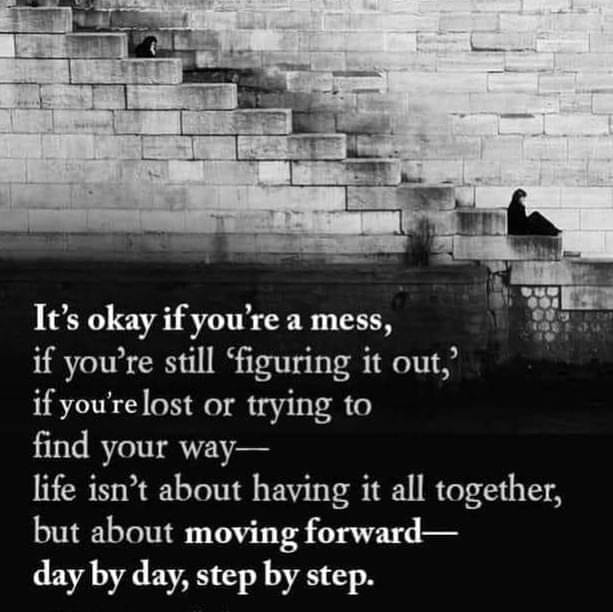 It's okay if you're a mess,
if you're still ‘figuring it out,’
if you're lost or trying to
find your way—
life isn't about having it all together,
but about moving forward—
day by day, step by step.